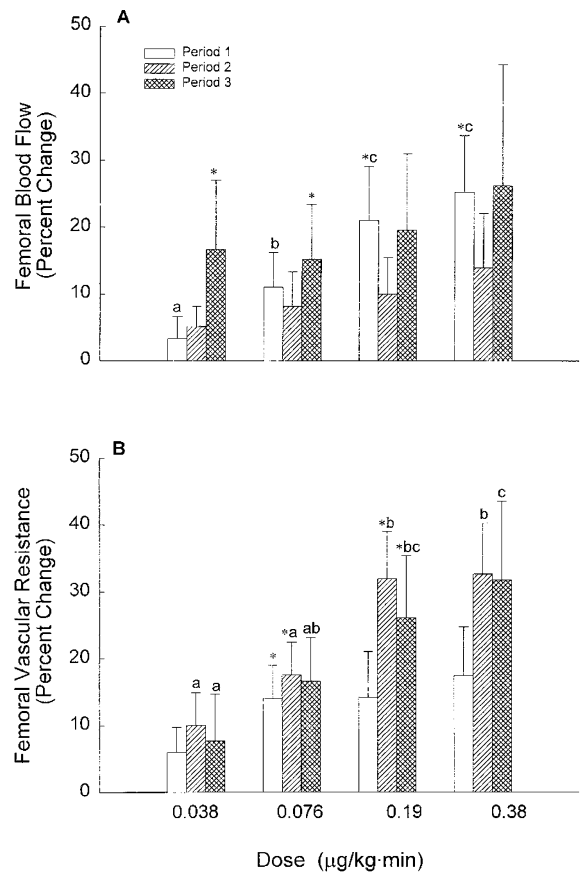 A
Period 1
Period 2
Period 3
Femoral Blood Flow
(Percent Change)
50
40
30
20
10
0
a
*
b
*
*c
*c
B
Femoral Vascular Resistance
(Percent Change)
50
40
30
20
10
0
a
a
*
*a
ab
*b
*bc
b
c
0.038
0.076
0.19
0.38
Dose (µg/kg·min)